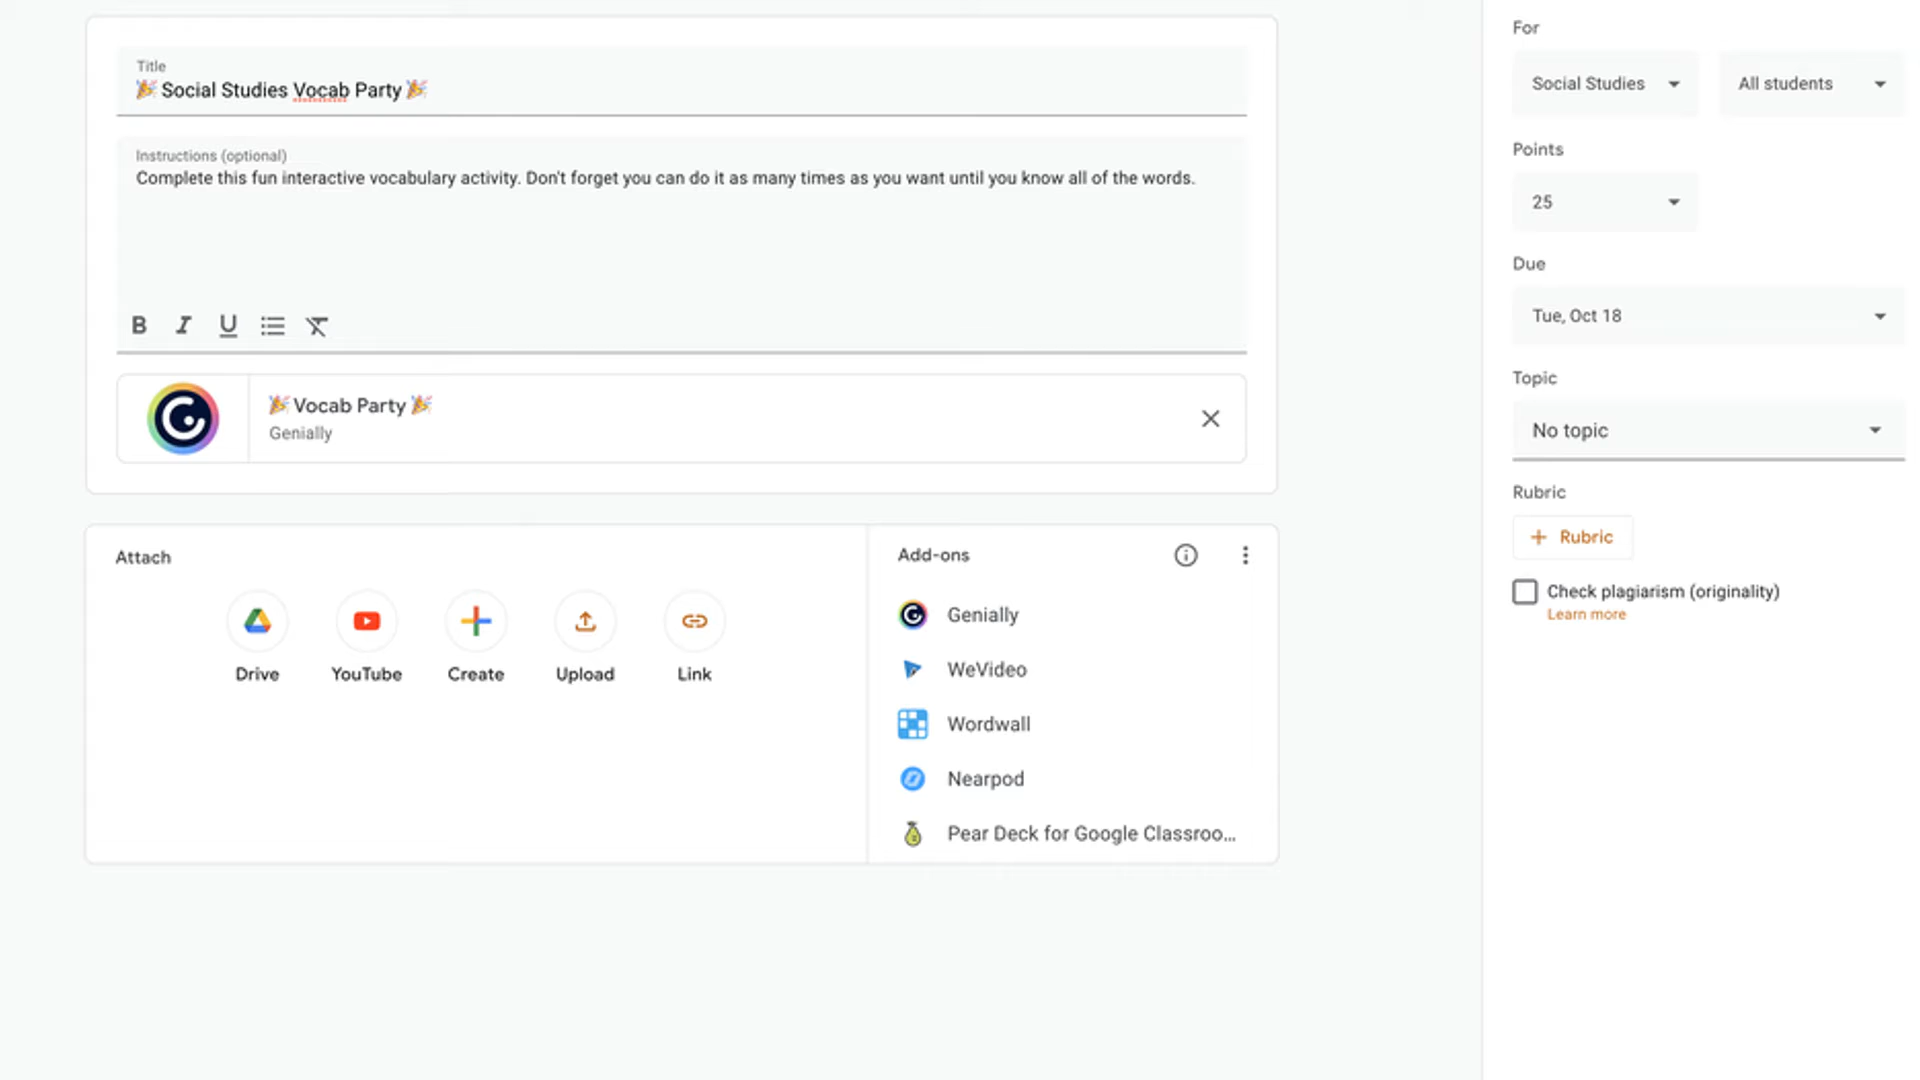 Title
🎉 Social Studies Vocab Party 🎉
Instructions (optional)
Complete this fun interactive vocabulary activity. Don't forget you can do it as many times as you want until you know all of the words.
B I U
🎉 Vocab Party 🎉
Genially
Attach
Drive
YouTube
Create
Upload
Link
Add-ons
Genially
WeVideo
Wordwall
Nearpod
Pear Deck for Google Classroo...
For
Social Studies
All students
Points
25
Due
Tue, Oct 18
Topic
No topic
Rubric
+ Rubric
Check plagiarism (originality)
Learn more